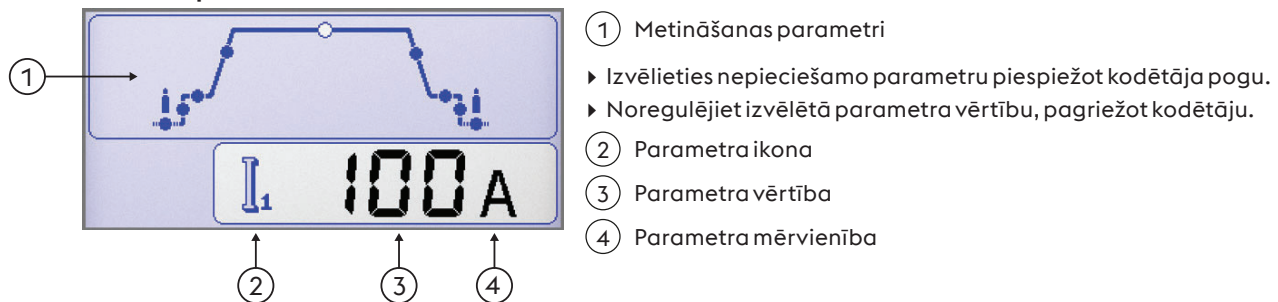 1 Metināšanas parametri
1
▸ Izvēlieties nepieciešamo parametru piespiežot kodētāja pogu.
▸ Noregulējiet izvēlētā parametra vērtību, pagriežot kodētāju.
2 Parametra ikona
I1 100 A
3 Parametra vērtība
4 Parametra mērvienība
2 3 4